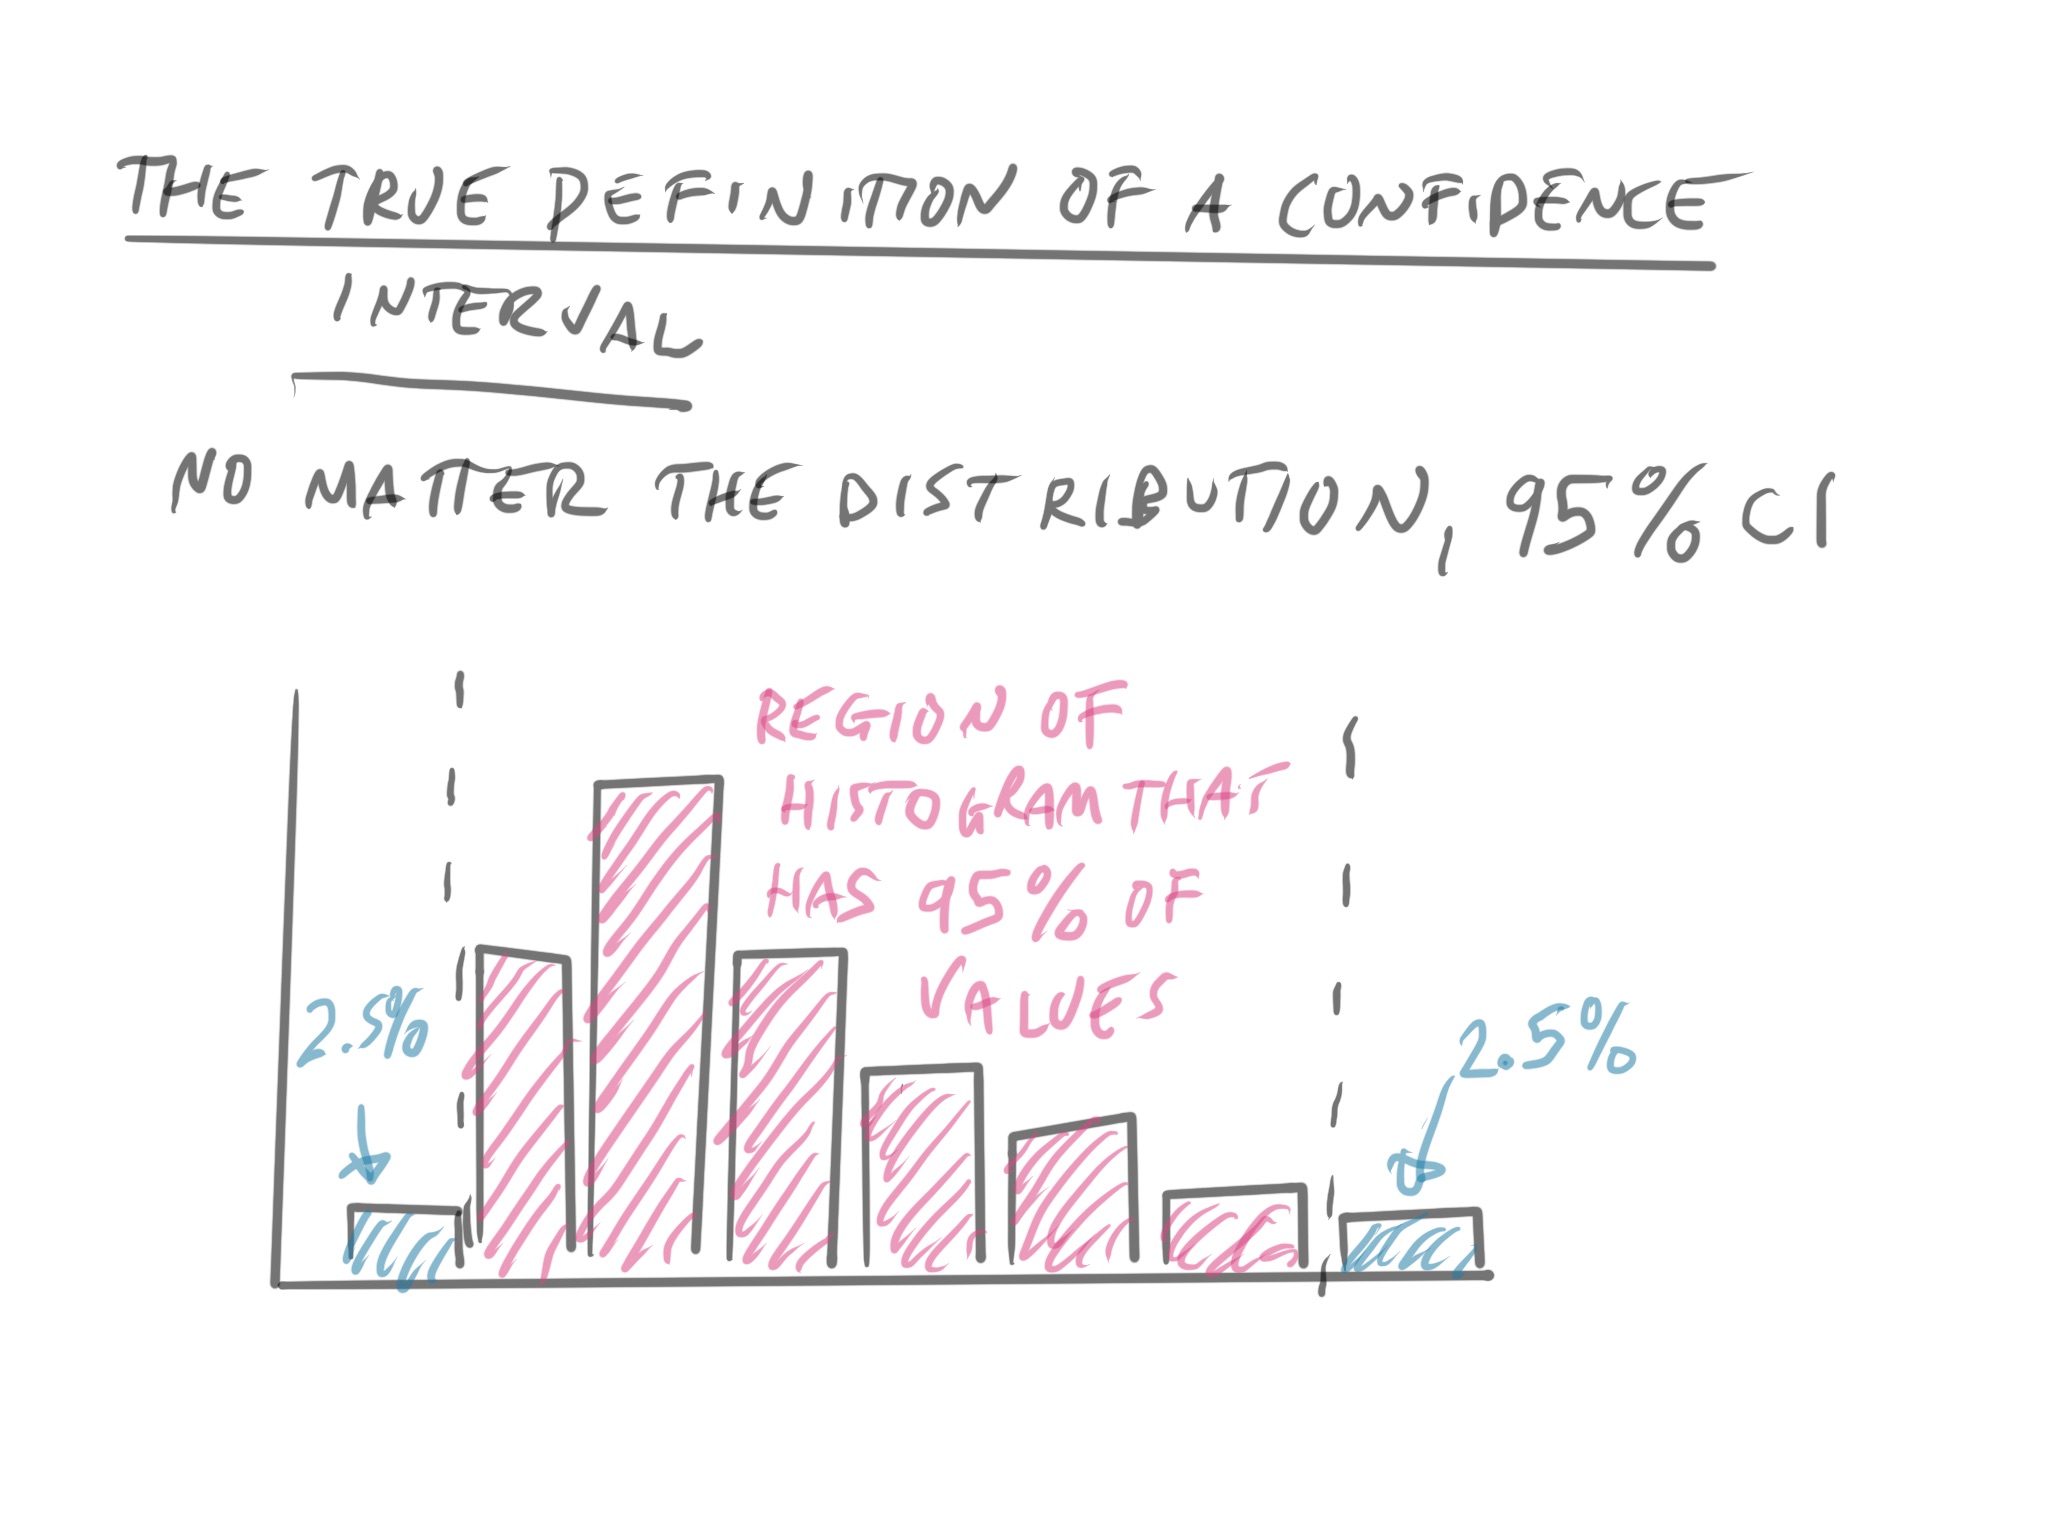 THE TRUE DEFINITION OF A CONFIDENCE
INTERVAL
NO MATTER THE DISTRIBUTION, 95% CI
REGION OF
HISTOGRAM THAT
HAS 95% OF
VALUES
2.5%
2.5%